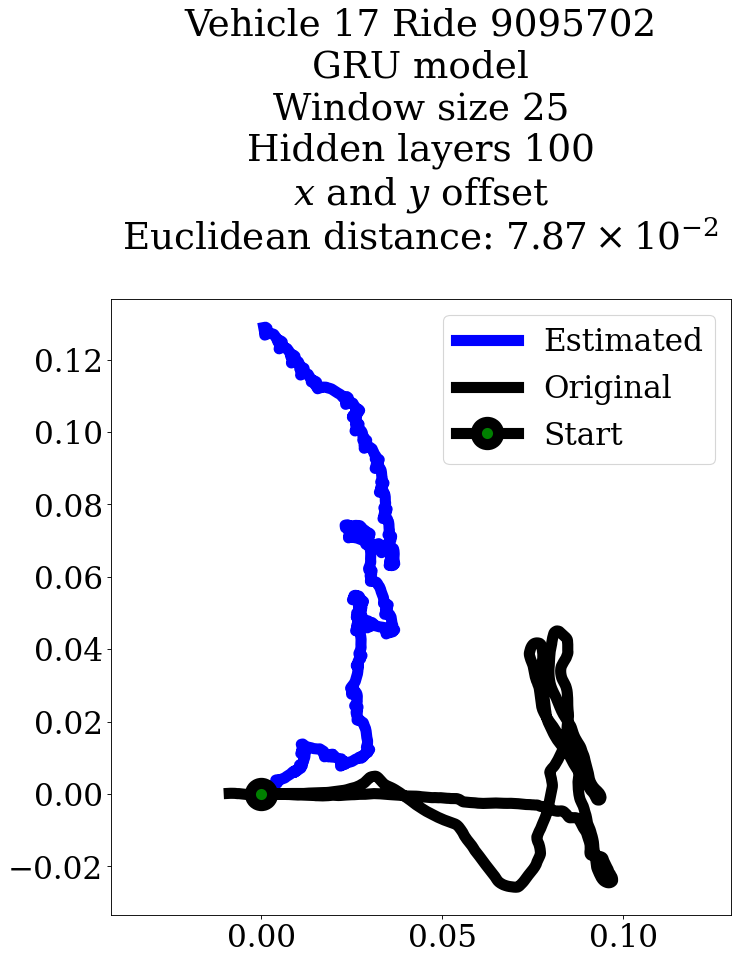 Vehicle 17 Ride 9095702
GRU model
Window size 25
Hidden layers 100
x and y offset
Euclidean distance: 7.87 × 10⁻²
Estimated
Original
Start
0.12
0.10
0.08
0.06
0.04
0.02
0.00
−0.02
0.00 0.05 0.10